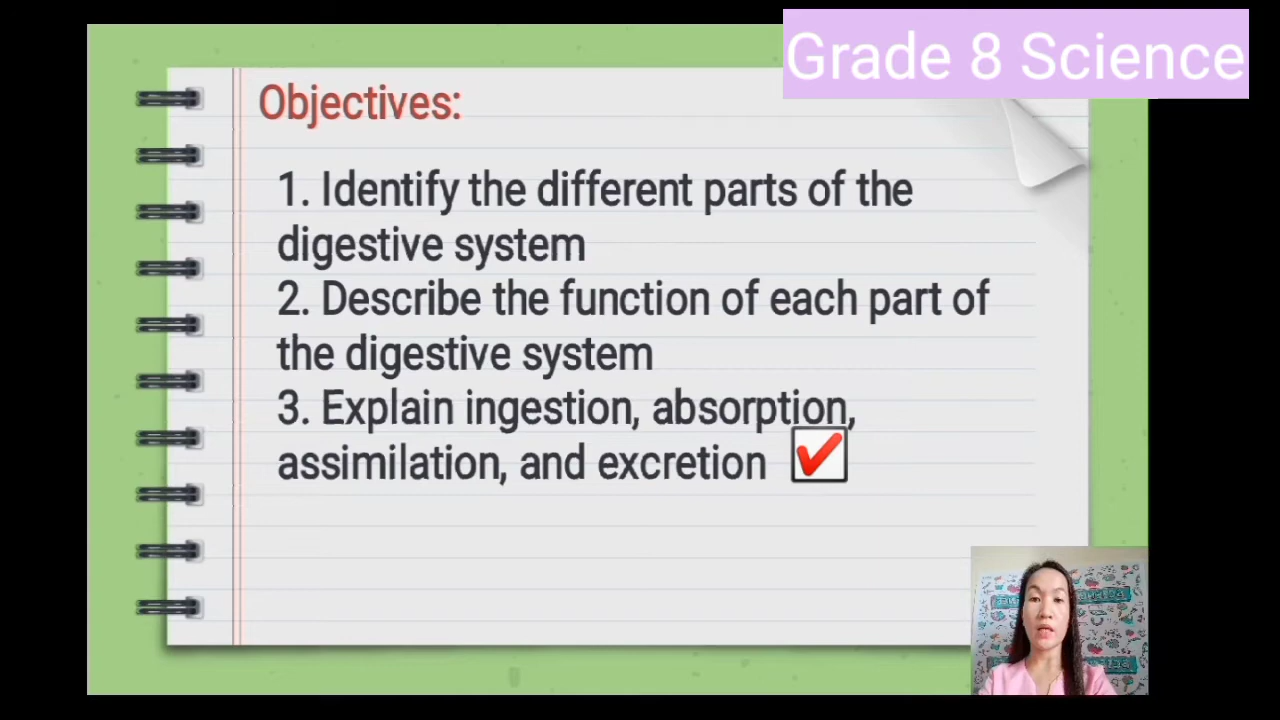 Grade 8 Science
Objectives:
1. Identify the different parts of the
digestive system
2. Describe the function of each part of
the digestive system
3. Explain ingestion, absorption,
assimilation, and excretion